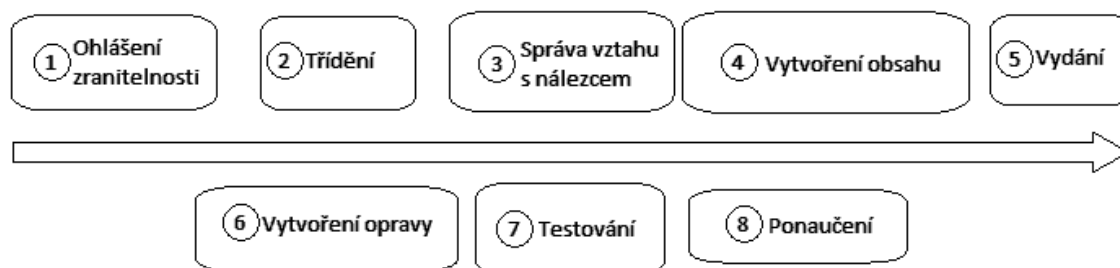 1 Ohlášení
zranitelnosti
2 Třídění
3 Správa vztahu
s nálezcem
4 Vytvoření obsahu
5 Vydání
6 Vytvoření opravy
7 Testování
8 Ponaučení